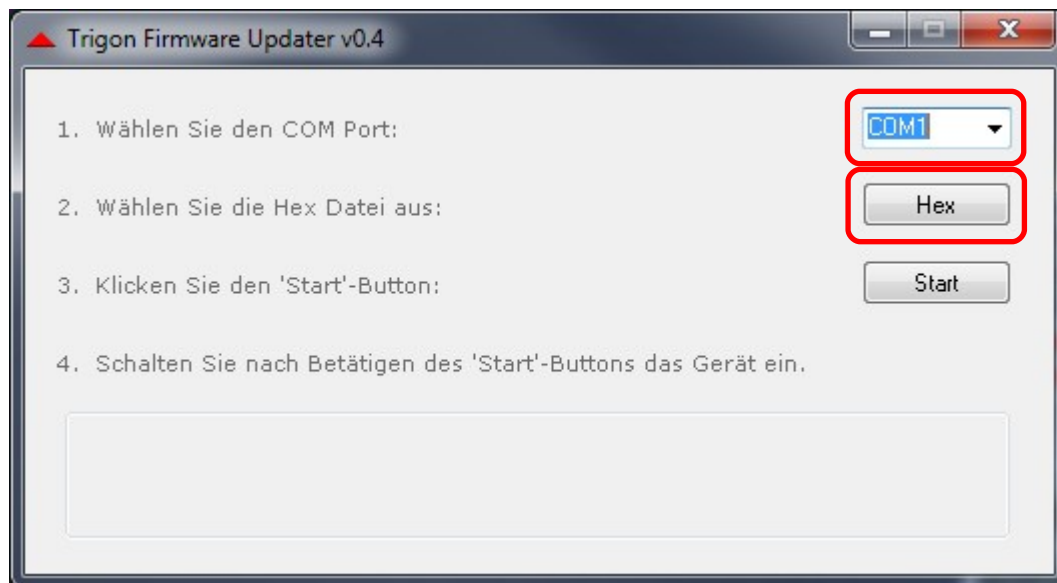 Trigon Firmware Updater v0.4
1. Wählen Sie den COM Port: COM1
2. Wählen Sie die Hex Datei aus: Hex
3. Klicken Sie den 'Start'-Button: Start
4. Schalten Sie nach Betätigen des 'Start'-Buttons das Gerät ein.